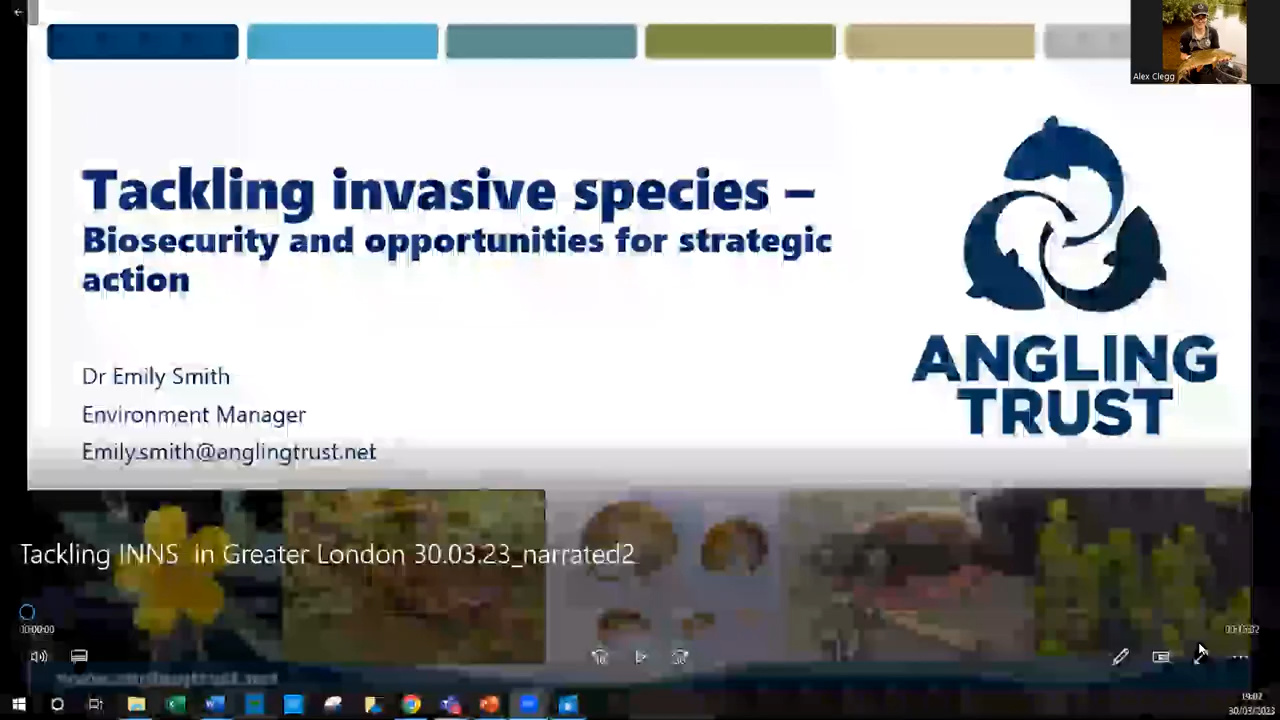 Alex Clegg
Tackling invasive species –
Biosecurity and opportunities for strategic
action
ANGLING
TRUST
Dr Emily Smith
Environment Manager
Emily.smith@anglingtrust.net
Tackling INNS in Greater London 30.03.23_narrated2
00:00:00
19:02
30/03/2023